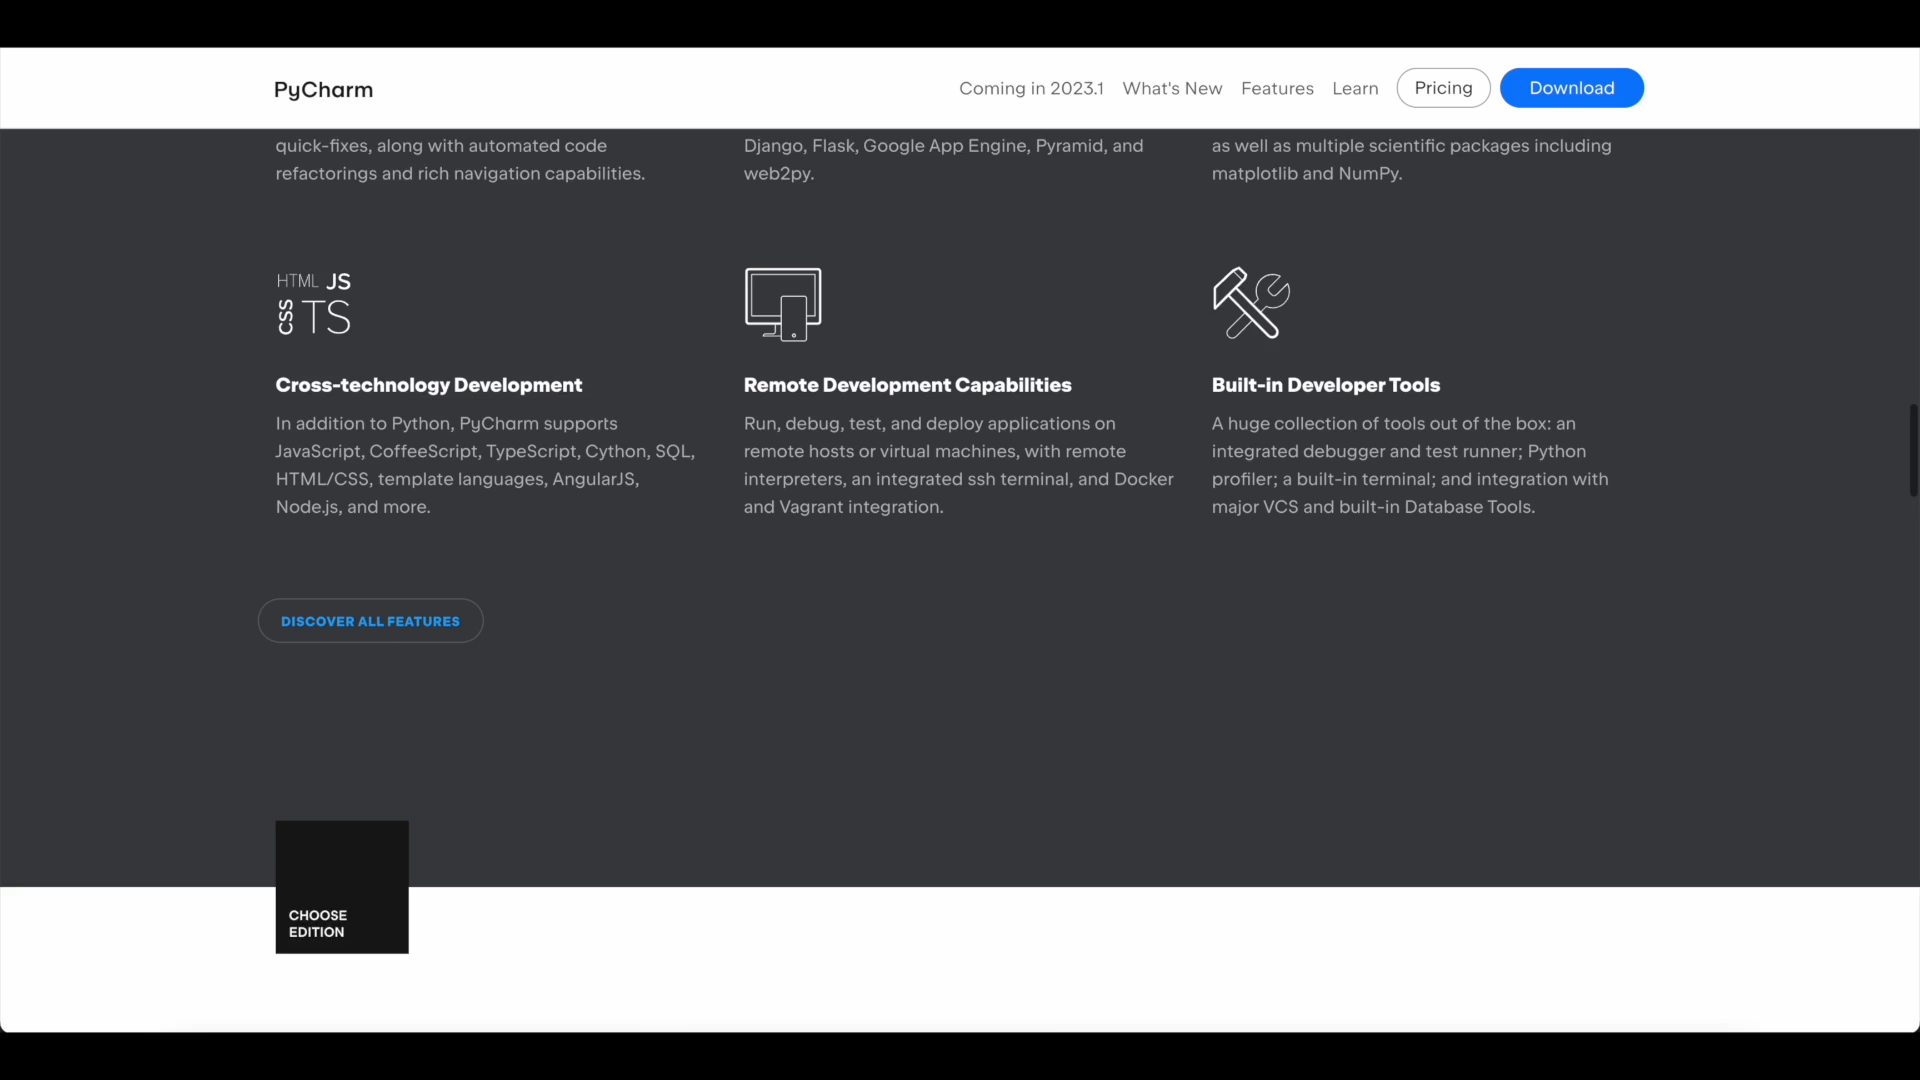 PyCharm
Coming in 2023.1 What's New Features Learn Pricing Download
quick-fixes, along with automated code
refactorings and rich navigation capabilities.
Django, Flask, Google App Engine, Pyramid, and
web2py.
as well as multiple scientific packages including
matplotlib and NumPy.
HTML JS
CSS TS
Cross-technology Development
In addition to Python, PyCharm supports
JavaScript, CoffeeScript, TypeScript, Cython, SQL,
HTML/CSS, template languages, AngularJS,
Node.js, and more.
Remote Development Capabilities
Run, debug, test, and deploy applications on
remote hosts or virtual machines, with remote
interpreters, an integrated ssh terminal, and Docker
and Vagrant integration.
Built-in Developer Tools
A huge collection of tools out of the box: an
integrated debugger and test runner; Python
profiler; a built-in terminal; and integration with
major VCS and built-in Database Tools.
DISCOVER ALL FEATURES
CHOOSE
EDITION